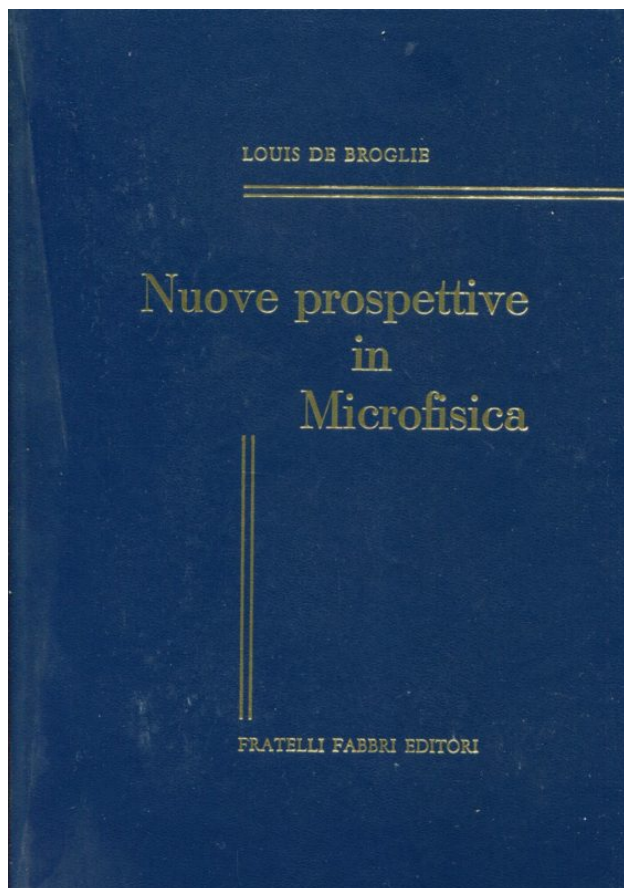 LOUIS DE BROGLIE
Nuove prospettive
in
Microfisica
FRATELLI FABBRI EDITORI